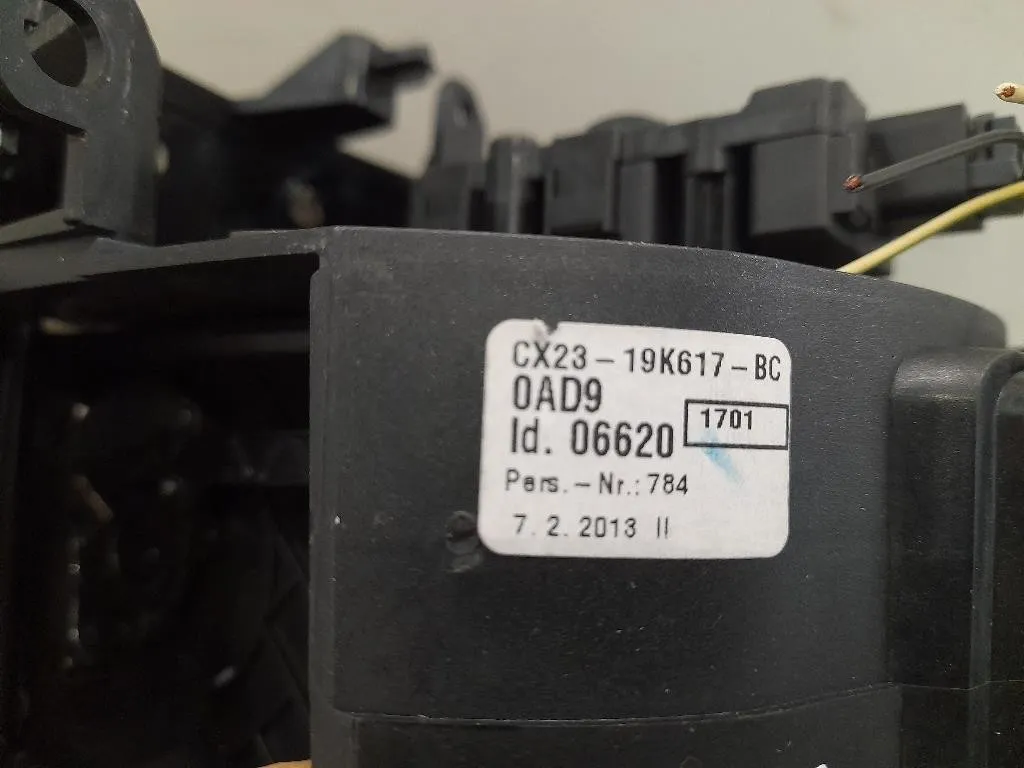 CX23-19K617-BC
0AD9
Id. 06620 1701
Pers.-Nr.: 784
7. 2. 2013 II